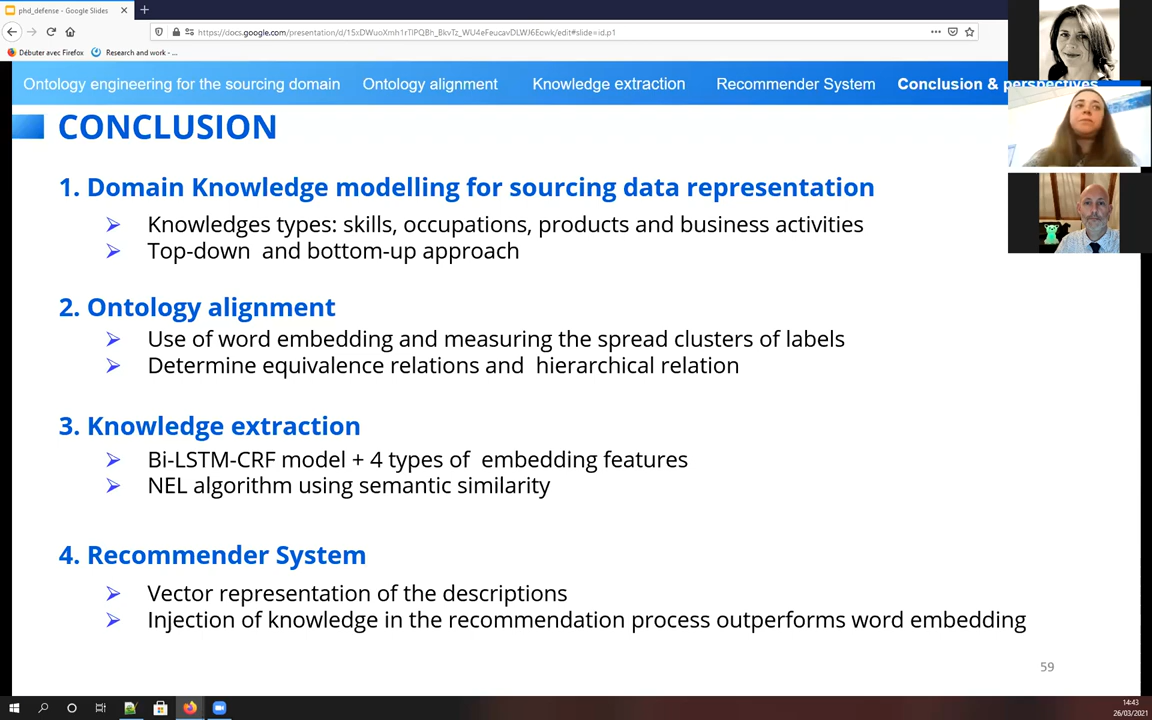 phd_defense - Google Slides
https://docs.google.com/presentation/d/15xDWuoXmh1rTlPQBh_BkvTz_WU4eFeucavDLWJ6Ecwk/edit#slide=id.p1
Débuter avec Firefox Research and work - ...
Ontology engineering for the sourcing domain Ontology alignment Knowledge extraction Recommender System Conclusion & perspectives
CONCLUSION
1. Domain Knowledge modelling for sourcing data representation
Knowledges types: skills, occupations, products and business activities
Top-down and bottom-up approach
2. Ontology alignment
Use of word embedding and measuring the spread clusters of labels
Determine equivalence relations and hierarchical relation
3. Knowledge extraction
Bi-LSTM-CRF model + 4 types of embedding features
NEL algorithm using semantic similarity
4. Recommender System
Vector representation of the descriptions
Injection of knowledge in the recommendation process outperforms word embedding
59
14:43
26/03/2021